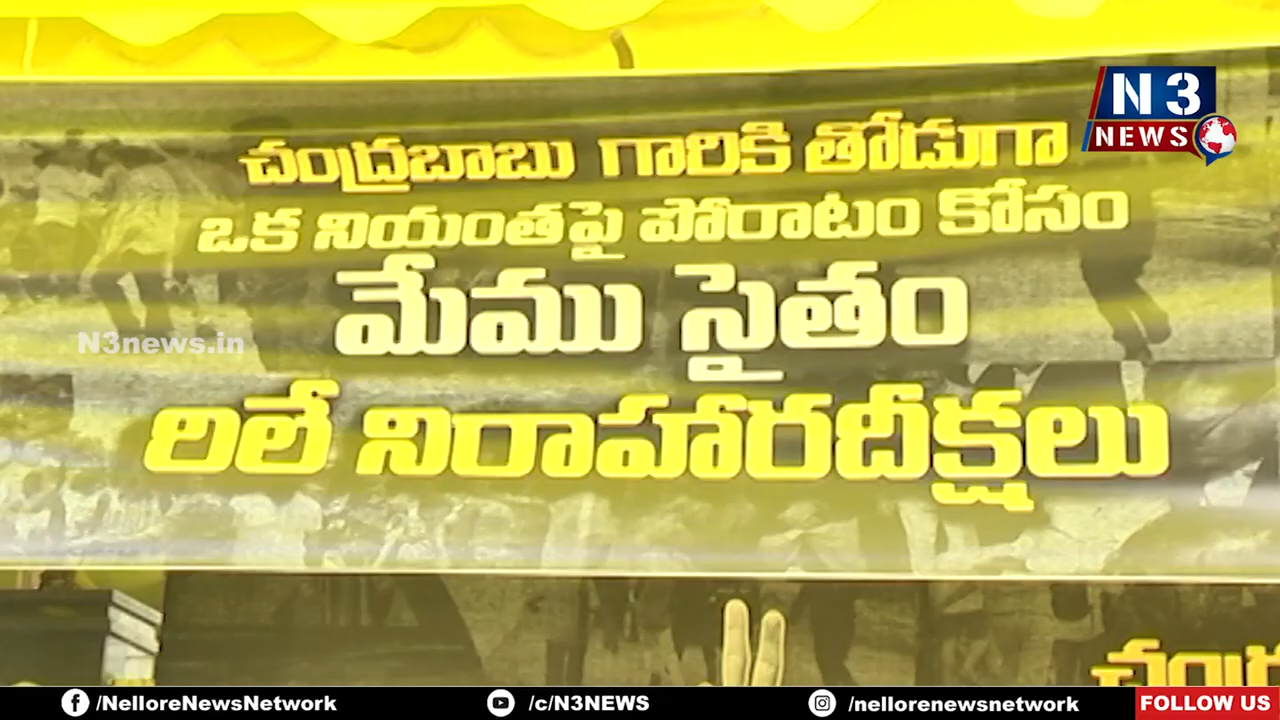 N3
NEWS
చంద్రబాబు గారికి తోడుగా
ఒక నియంతపై పోరాటం కోసం
మేము సైతం
N3news.in
రిలే నిరాహారదీక్షలు
/NelloreNewsNetwork
/c/N3NEWS
/nellorenewsnetwork
FOLLOW US